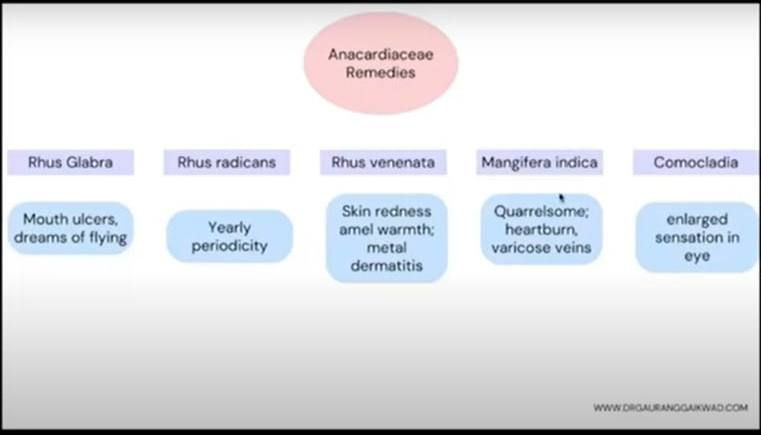 Anacardiaceae
Remedies
Rhus Glabra
Rhus radicans
Rhus venenata
Mangifera indica
Comocladia
Mouth ulcers,
dreams of flying
Yearly
periodicity
Skin redness
amel warmth;
metal
dermatitis
Quarrelsome;
heartburn,
varicose veins
enlarged
sensation in
eye
WWW.DRGAURANGGAIKWAD.COM